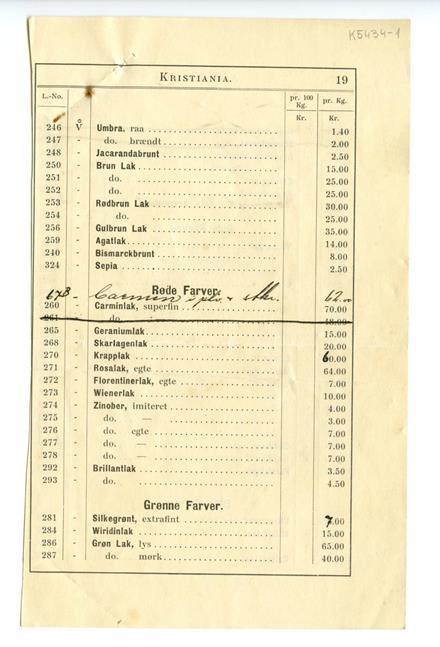 K5434-1
KRISTIANIA. 19
L.-No. pr. 100 Kg. pr. Kg.
Kr. Kr.
246 V Umbra, raa 1.40
247 - do. brændt 2.00
248 - Jacarandabrunt 2.50
250 - Brun Lak 15.00
251 - do. 25.00
252 - do. 25.00
253 - Rødbrun Lak 30.00
254 - do. 25.00
256 - Gulbrun Lak 35.00
259 - Agatlak 14.00
240 - Bismarckbrunt 8.00
324 - Sepia 2.50
Røde Farver.
67B - Carmin i plv. 62.00
260 - Carminlak, superfin 70.00
261 do. 48.00
265 - Geraniumlak 15.00
268 - Skarlagenlak 20.00
270 - Krapplak 60.00
271 - Rosalak, egte 64.00
272 - Florentinerlak, egte 7.00
273 - Wienerlak 10.00
274 - Zinober, imiteret 4.00
275 - do. — 3.00
276 - do. egte 7.00
277 - do. — 7.00
278 - do. — 7.00
292 - Brillantlak 3.50
293 - do. 4.50
Grønne Farver.
281 - Silkegrønt, extrafint 7.00
284 - Wiridinlak 15.00
286 - Grøn Lak, lys 65.00
287 - do. mørk 40.00